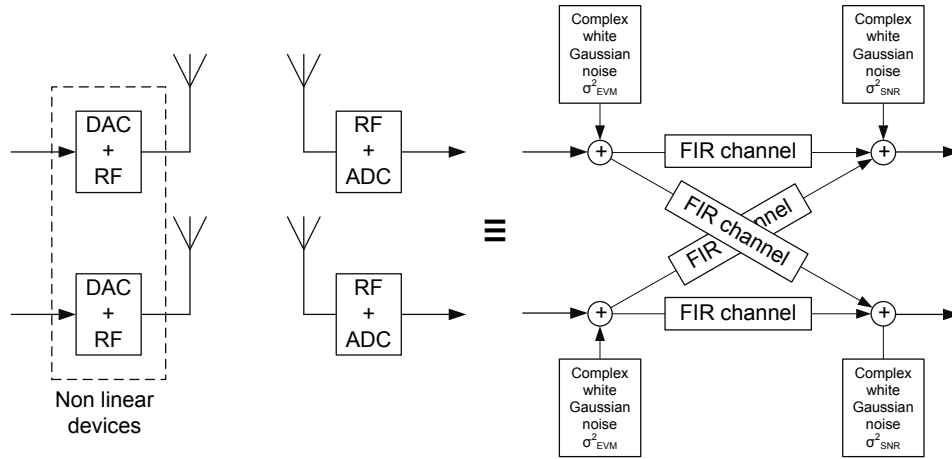 DAC
+
RF
RF
+
ADC
DAC
+
RF
RF
+
ADC
Non linear
devices
≡
Complex
white
Gaussian
noise
σ²EVM
Complex
white
Gaussian
noise
σ²SNR
+
FIR channel
+
FIR channel
FIR channel
+
FIR channel
+
Complex
white
Gaussian
noise
σ²EVM
Complex
white
Gaussian
noise
σ²SNR